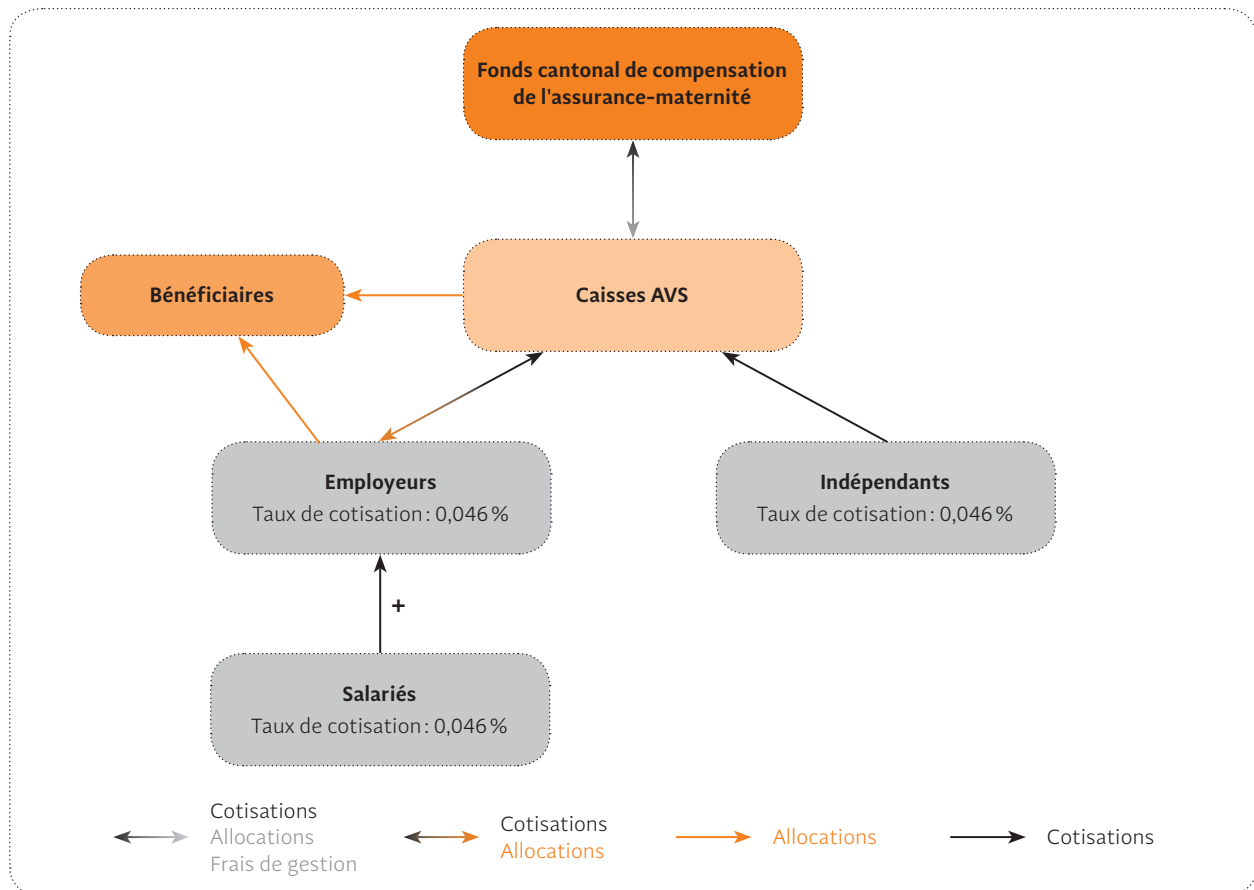 Fonds cantonal de compensation
de l'assurance-maternité
Bénéficiaires
Caisses AVS
Employeurs
Taux de cotisation : 0,046 %
Indépendants
Taux de cotisation : 0,046 %
+
Salariés
Taux de cotisation : 0,046 %
Cotisations
Allocations
Frais de gestion
Cotisations
Allocations
Allocations
Cotisations